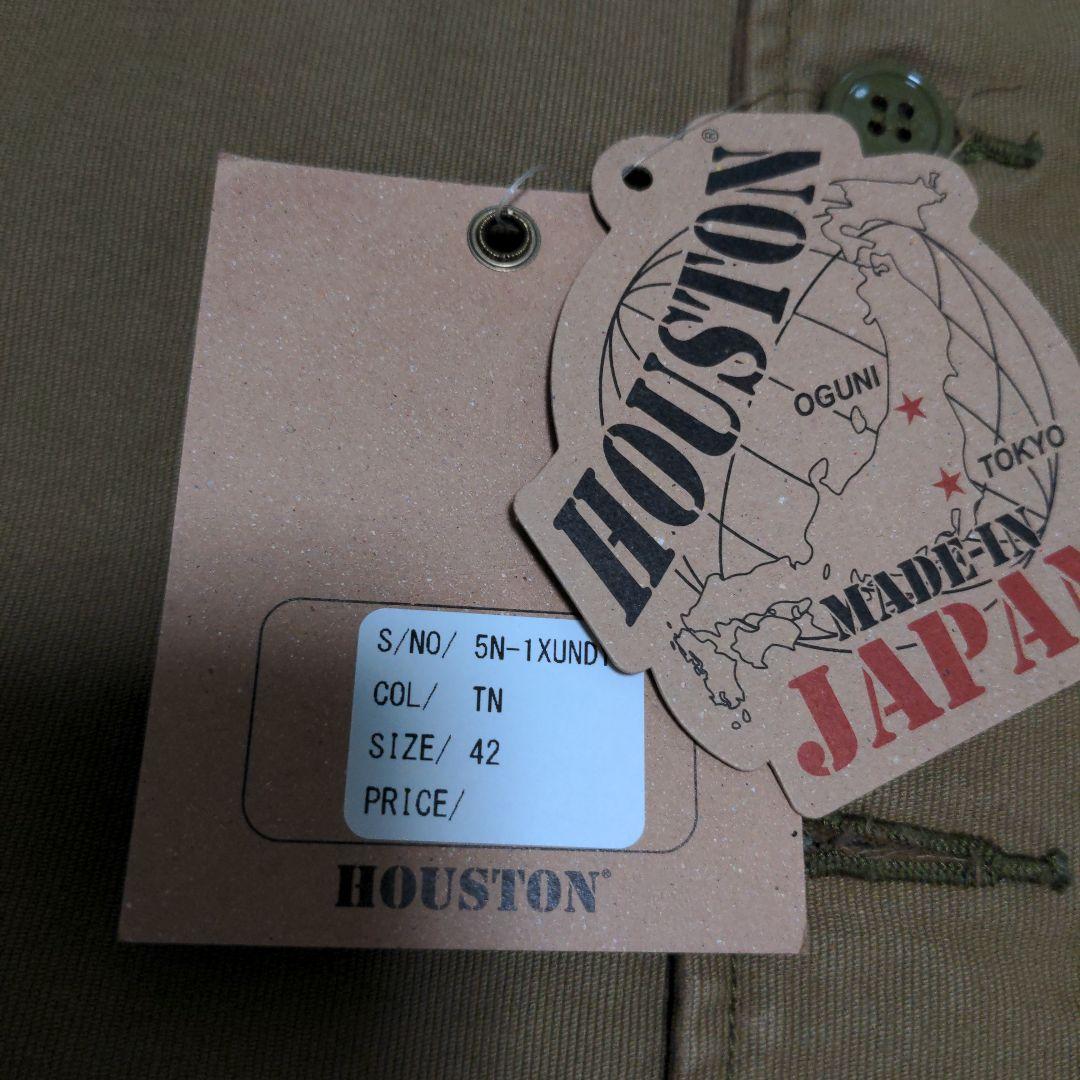 S/NO/ 5N-1XUND
COL/ TN
SIZE/ 42
PRICE/
HOUSTON®
HOUSTON®
OGUNI
TOKYO
MADE-IN
JAPAN